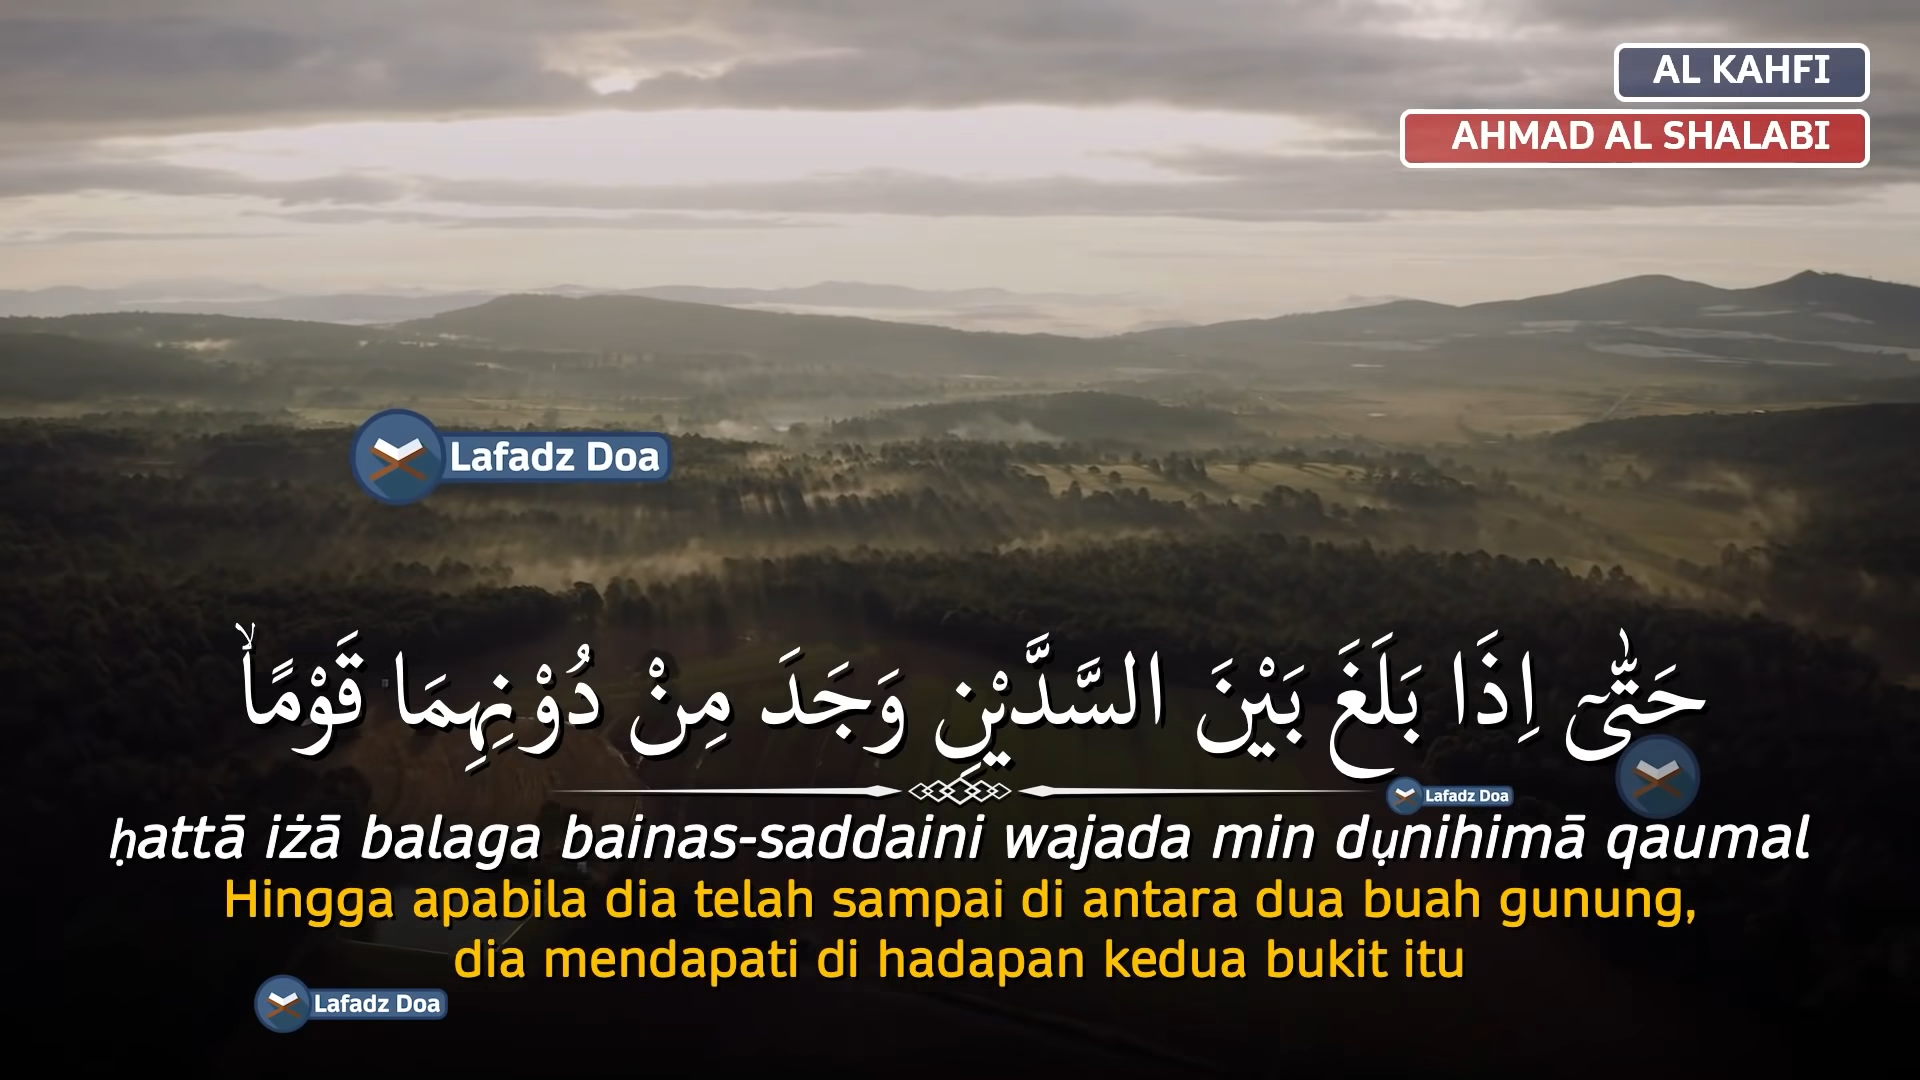 AL KAHFI
AHMAD AL SHALABI
Lafadz Doa
حَتّٰىٓ اِذَا بَلَغَ بَيْنَ السَّدَّيْنِ وَجَدَ مِنْ دُوْنِهِمَا قَوْمًاۙ
Lafadz Doa
ḥattā iżā balaga bainas-saddaini wajada min dụnihimā qaumal
Hingga apabila dia telah sampai di antara dua buah gunung,
dia mendapati di hadapan kedua bukit itu
Lafadz Doa